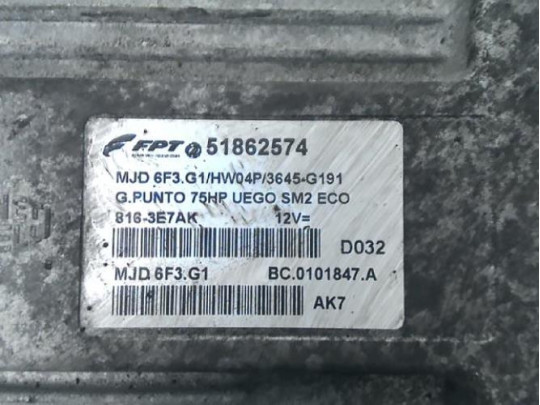 FPT 51862574
MJD 6F3.G1/HW04P/3645-G191
G.PUNTO 75HP UEGO SM2 ECO
816-3E7AK 12V=
D032
MJD 6F3.G1 BC.0101847.A
AK7